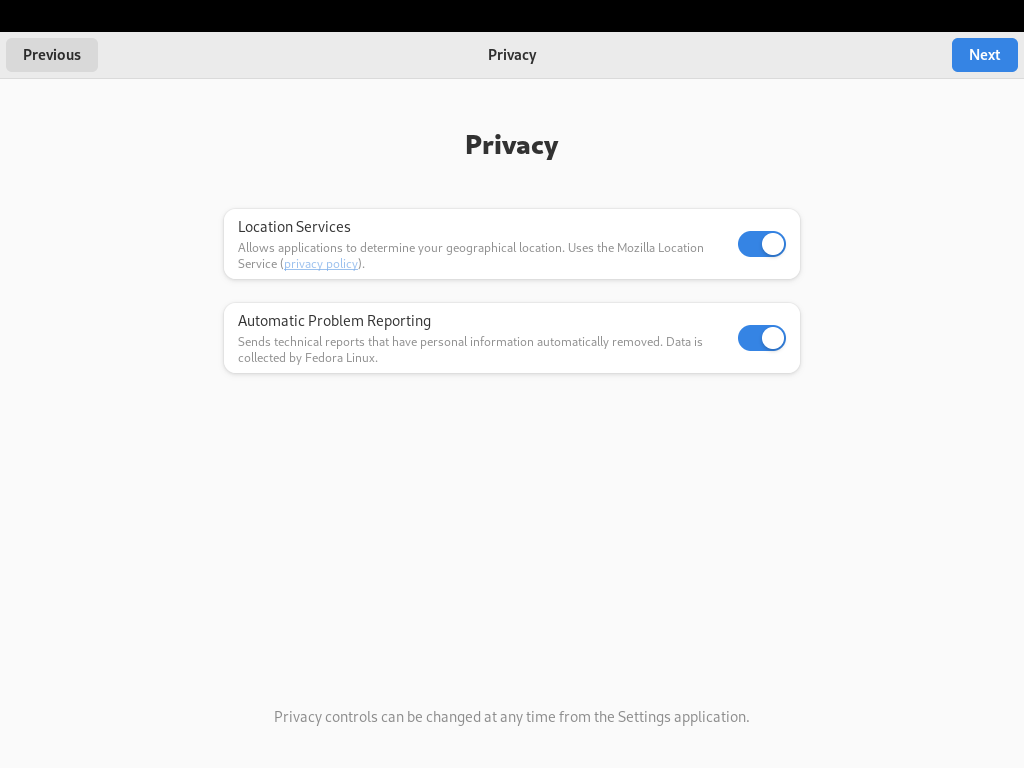 Previous
Privacy
Next
Privacy
Location Services
Allows applications to determine your geographical location. Uses the Mozilla Location
Service (privacy policy).
Automatic Problem Reporting
Sends technical reports that have personal information automatically removed. Data is
collected by Fedora Linux.
Privacy controls can be changed at any time from the Settings application.